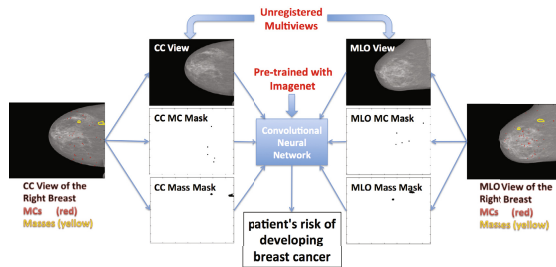 Unregistered
Multiviews
CC View
MLO View
Pre-trained with
Imagenet
CC MC Mask
MLO MC Mask
Convolutional
Neural
Network
CC View of the
Right Breast
MCs (red)
Masses (yellow)
MLO View of the
Right Breast
MCs (red)
Masses (yellow)
CC Mass Mask
MLO Mass Mask
patient's risk of
developing
breast cancer